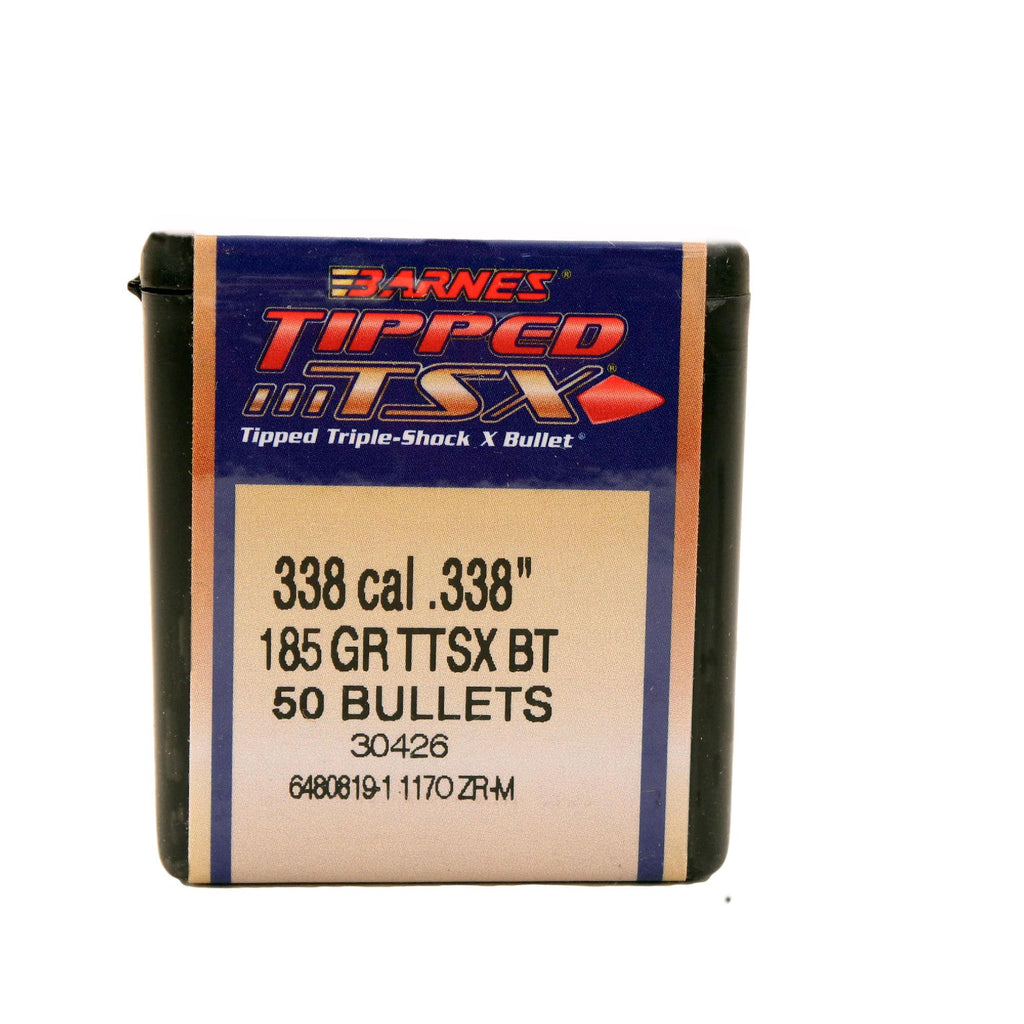 BARNES®
TIPPED
TSX®
Tipped Triple-Shock X Bullet®
338 cal .338"
185 GR TTSX BT
50 BULLETS
30426
6480819-1 117O ZR-M